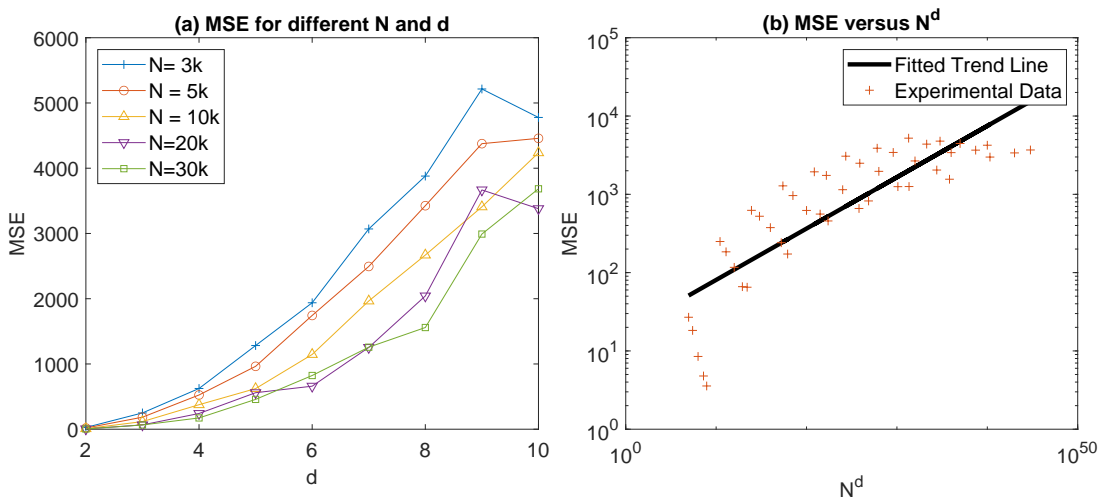 (a) MSE for different N and d
6000
5000
4000
3000
2000
1000
0
MSE
2
4
6
8
10
d
N= 3k
N = 5k
N = 10k
N=20k
N=30k
(b) MSE versus N^d
10^5
10^4
10^3
10^2
10^1
10^0
MSE
10^0
10^50
N^d
Fitted Trend Line
Experimental Data